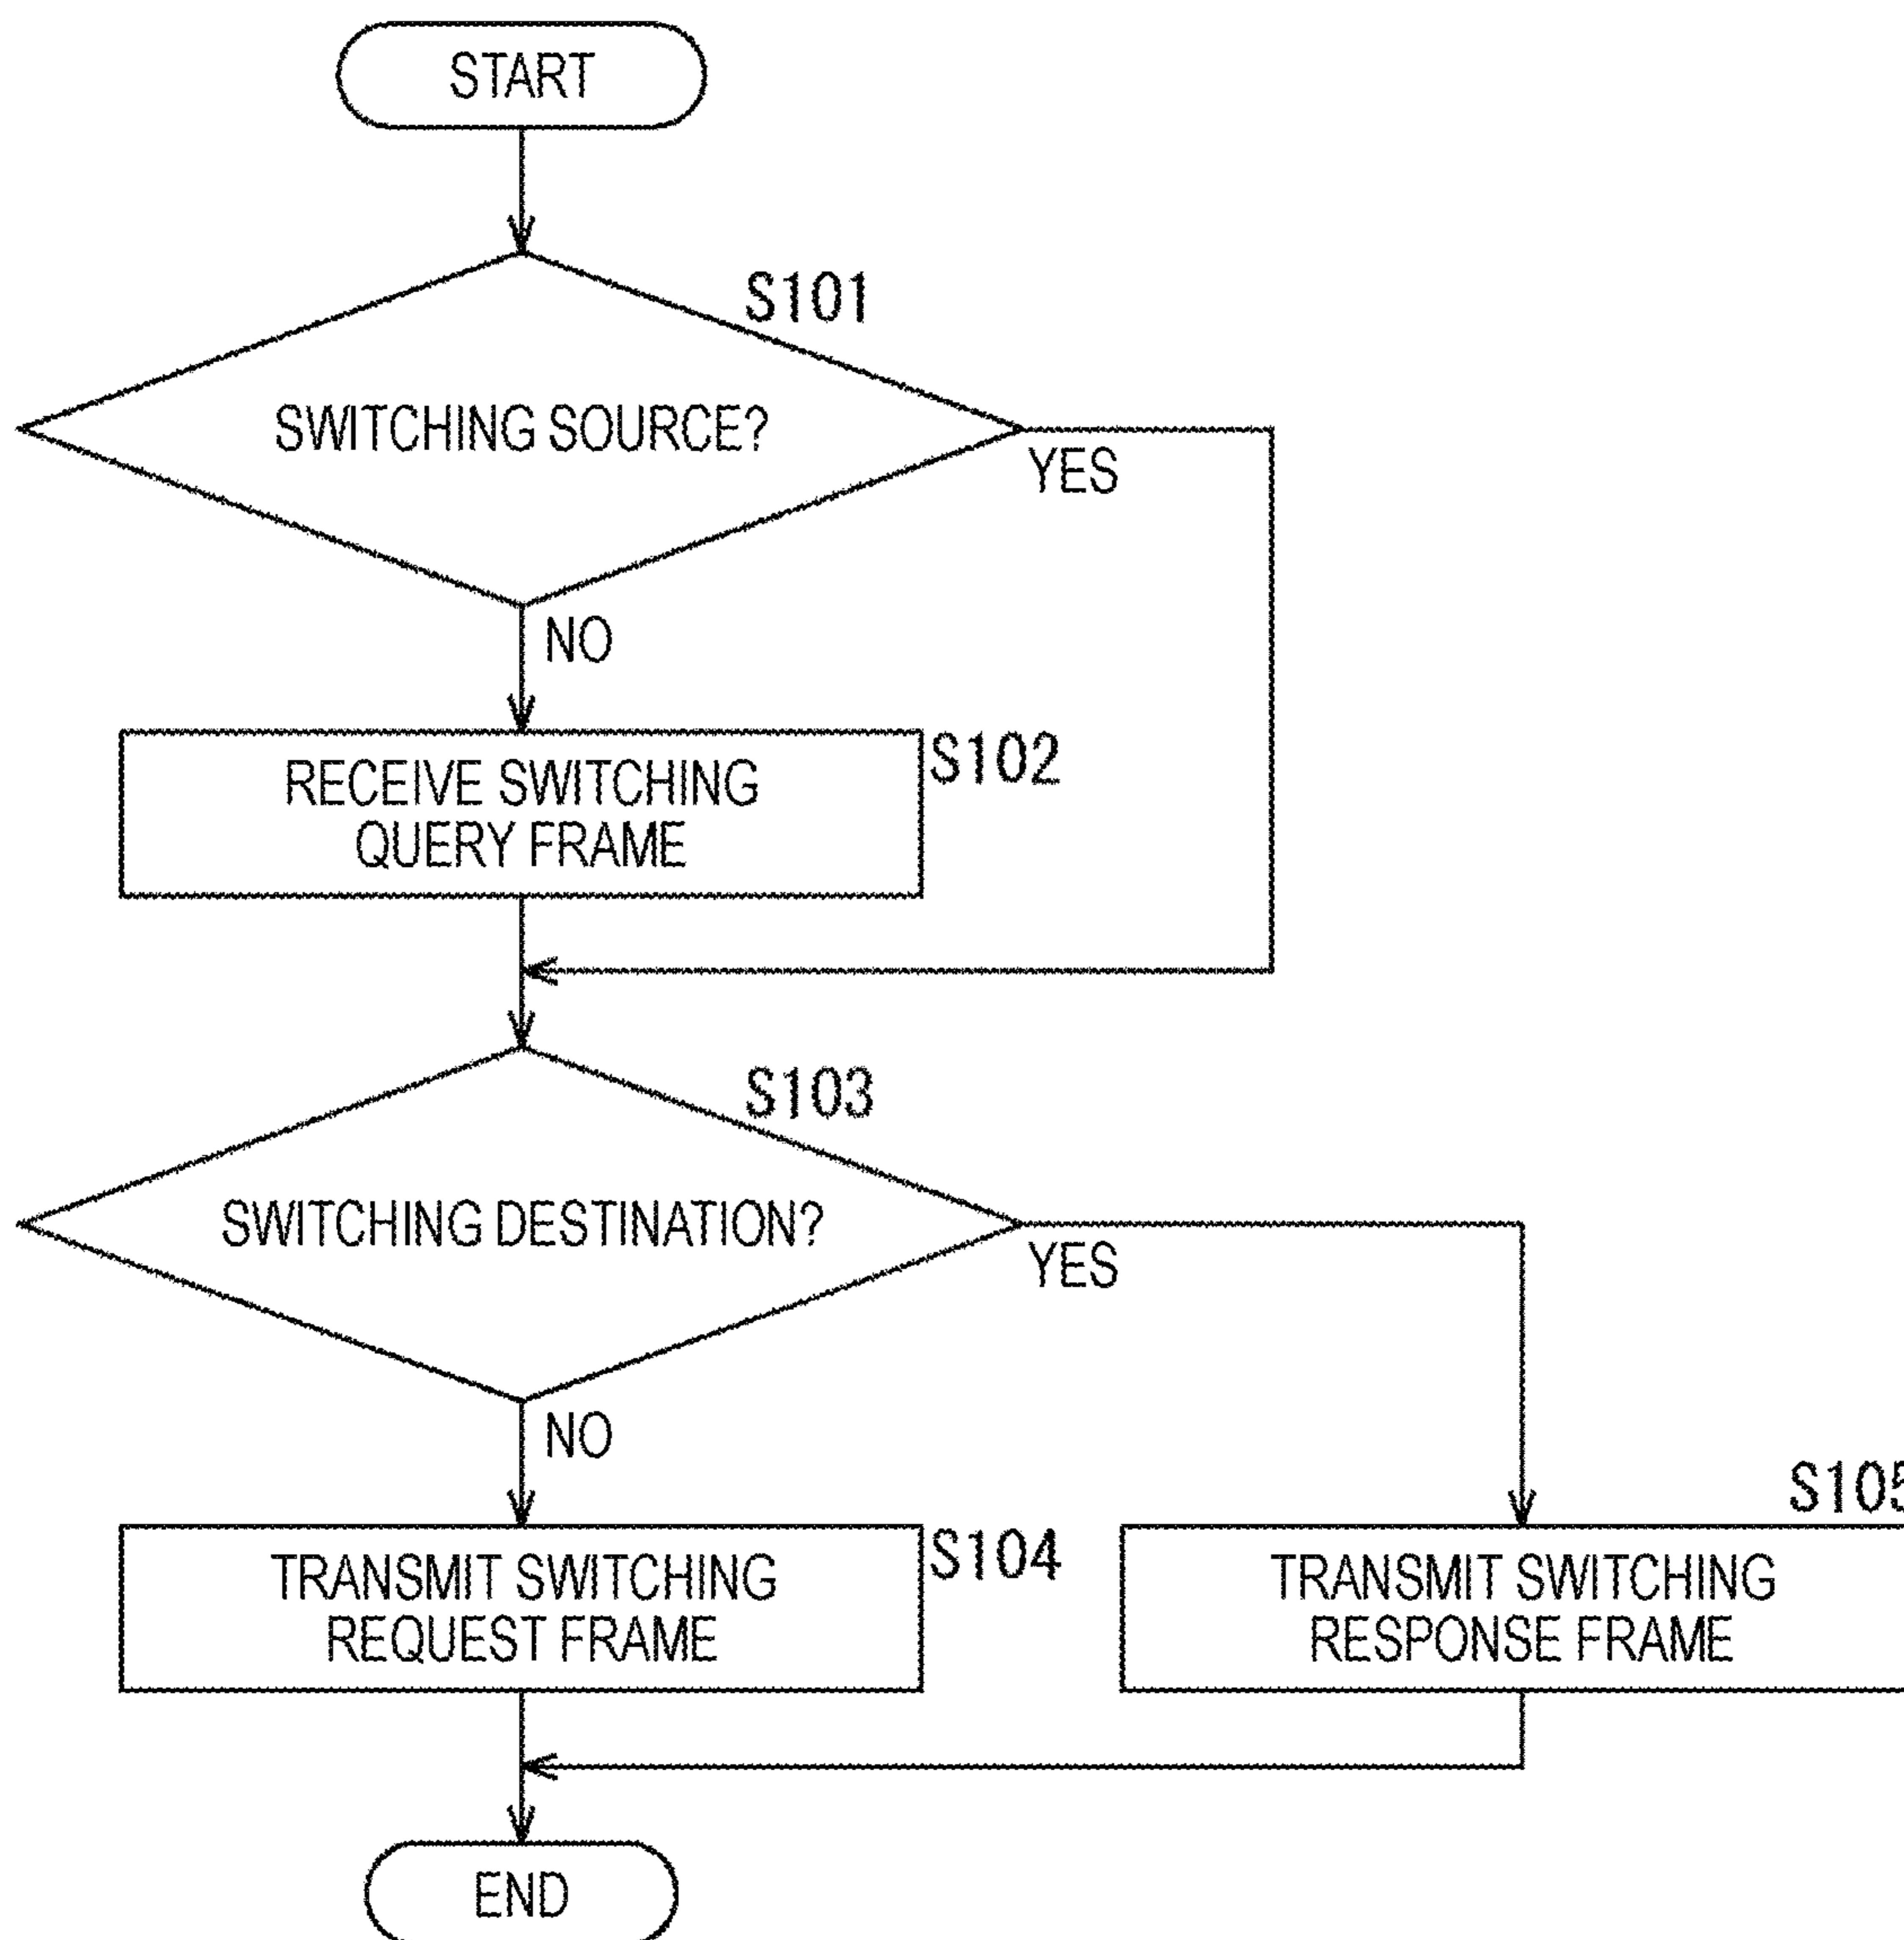 START
S101
SWITCHING SOURCE?
YES
NO
RECEIVE SWITCHING
QUERY FRAME
S102
S103
SWITCHING DESTINATION?
YES
NO
TRANSMIT SWITCHING
REQUEST FRAME
S104
S105
TRANSMIT SWITCHING
RESPONSE FRAME
END